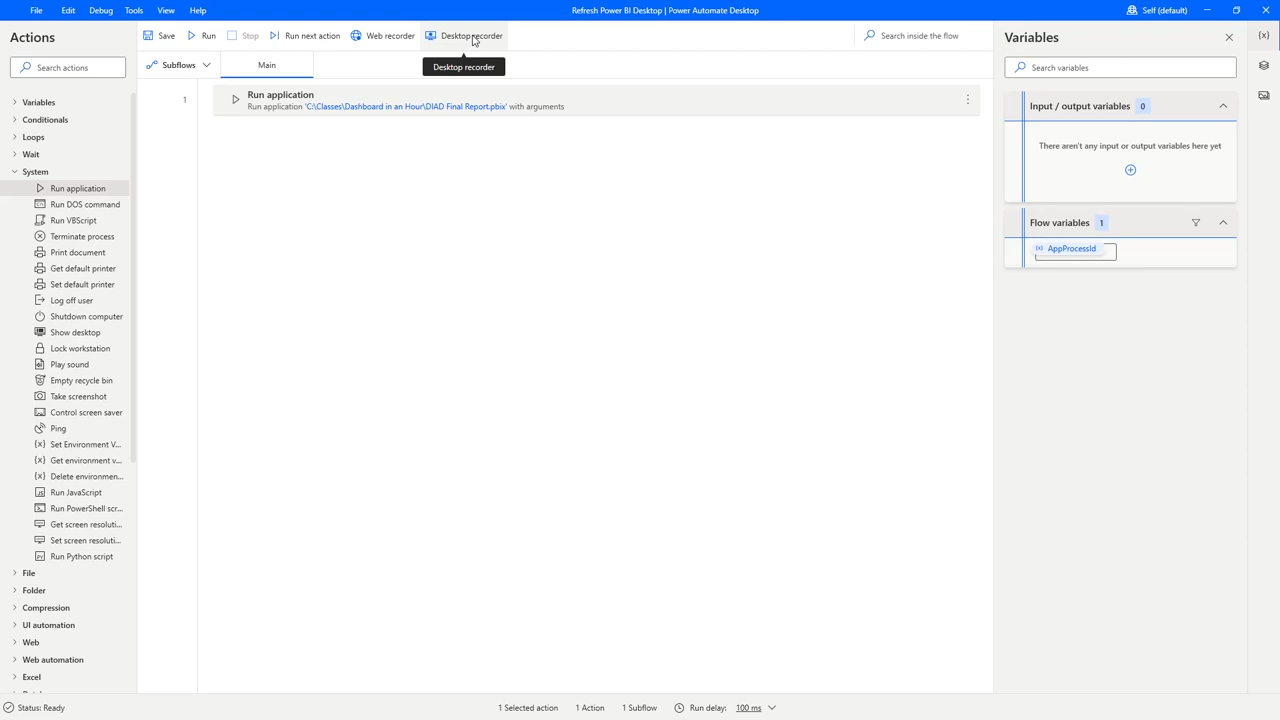 File Edit Debug Tools View Help
Refresh Power BI Desktop | Power Automate Desktop
Self (default)
Actions
Search actions
Variables
Conditionals
Loops
Wait
System
Run application
Run DOS command
Run VBScript
Terminate process
Print document
Get default printer
Set default printer
Log off user
Shutdown computer
Show desktop
Lock workstation
Play sound
Empty recycle bin
Take screenshot
Control screen saver
Ping
Set Environment V...
Get environment v...
Delete environmen...
Run JavaScript
Run PowerShell scr...
Get screen resoluti...
Set screen resoluti...
Run Python script
File
Folder
Compression
UI automation
Web
Web automation
Excel
Save Run Stop Run next action Web recorder Desktop recorder
Search inside the flow
Subflows Main
Desktop recorder
1
Run application
Run application 'C:\Classes\Dashboard in an Hour\DIAD Final Report.pbix' with arguments
Variables
Search variables
Input / output variables 0
There aren't any input or output variables here yet
Flow variables 1
{x} AppProcessId
Status: Ready
1 Selected action 1 Action 1 Subflow Run delay: 100 ms